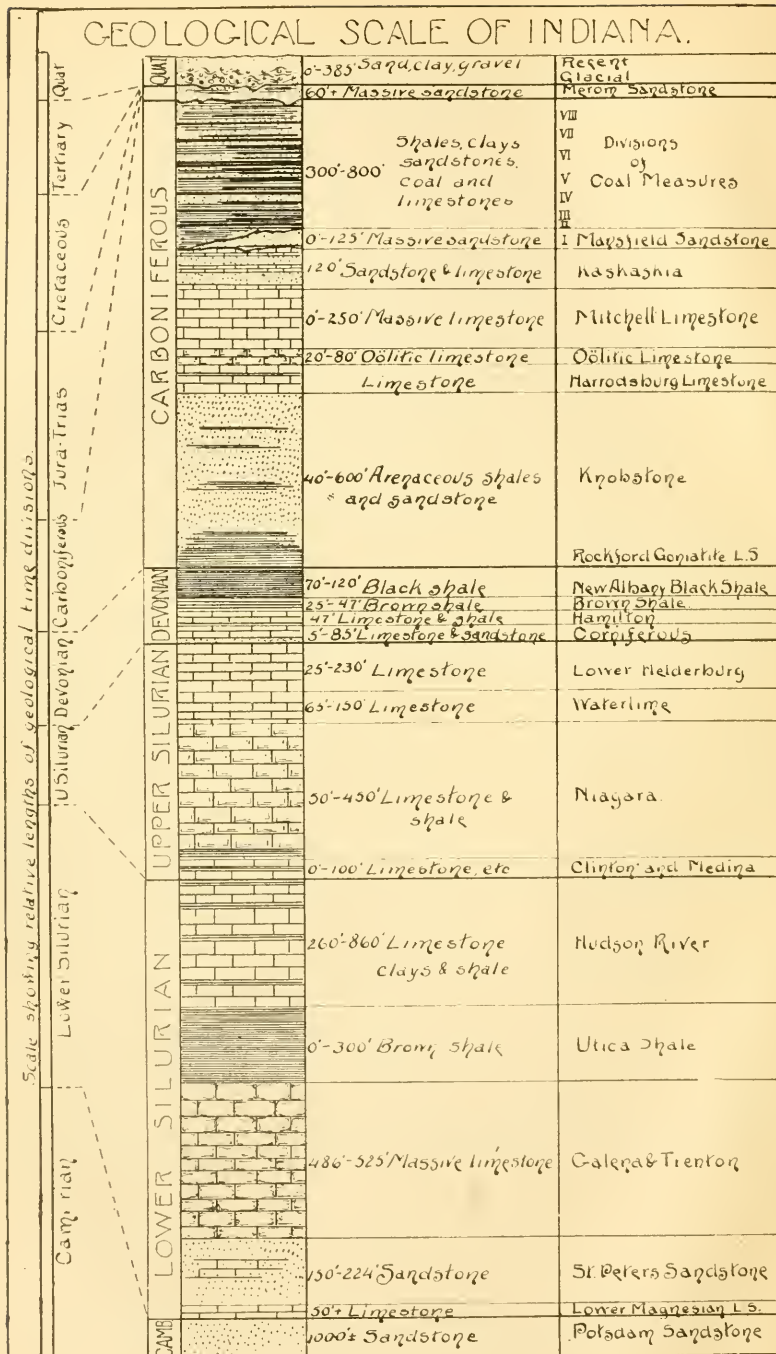 GEOLOGICAL SCALE OF INDIANA.
Scale showing relative lengths of geological time divisions.
Quat
Tertiary
Cretaceous
Jura-Trias
Carboniferous
Devonian
U Silurian
Lower Silurian
Cambrian
QUAT
0'-385' Sand, clay, gravel
Recent
Glacial
60'+ Massive sandstone
Merom Sandstone
CARBONIFEROUS
300'-800'
Shales, clays
sandstones,
coal and
limestones
VIII
VII
VI
V
IV
III
II
Divisions
of
Coal Measures
0'-125' Massive sandstone
I Mansfield Sandstone
120' Sandstone & limestone
Kaskaskia
0'-250' Massive limestone
Mitchell Limestone
20'-80' Oölitic limestone
Oölitic Limestone
Limestone
Harrodsburg Limestone
40'-600' Arenaceous shales
and sandstone
Knobstone
Rockford Goniatite L.S
DEVONIAN
70'-120' Black shale
New Albany Black Shale
25'-47' Brown shale
Brown Shale
47' Limestone & shale
Hamilton
5'-85' Limestone & sandstone
Corniferous
UPPER SILURIAN
25'-230' Limestone
Lower Helderburg
65'-150' Limestone
Waterlime
50'-450' Limestone &
shale
Niagara
0'-100' Limestone, etc
Clinton and Medina
LOWER SILURIAN
260'-860' Limestone
clays & shale
Hudson River
0'-300' Brown shale
Utica Shale
486'-525' Massive limestone
Galena & Trenton
150'-224' Sandstone
St. Peters Sandstone
50'+ Limestone
Lower Magnesian L S.
CAMB
1000'± Sandstone
Potsdam Sandstone